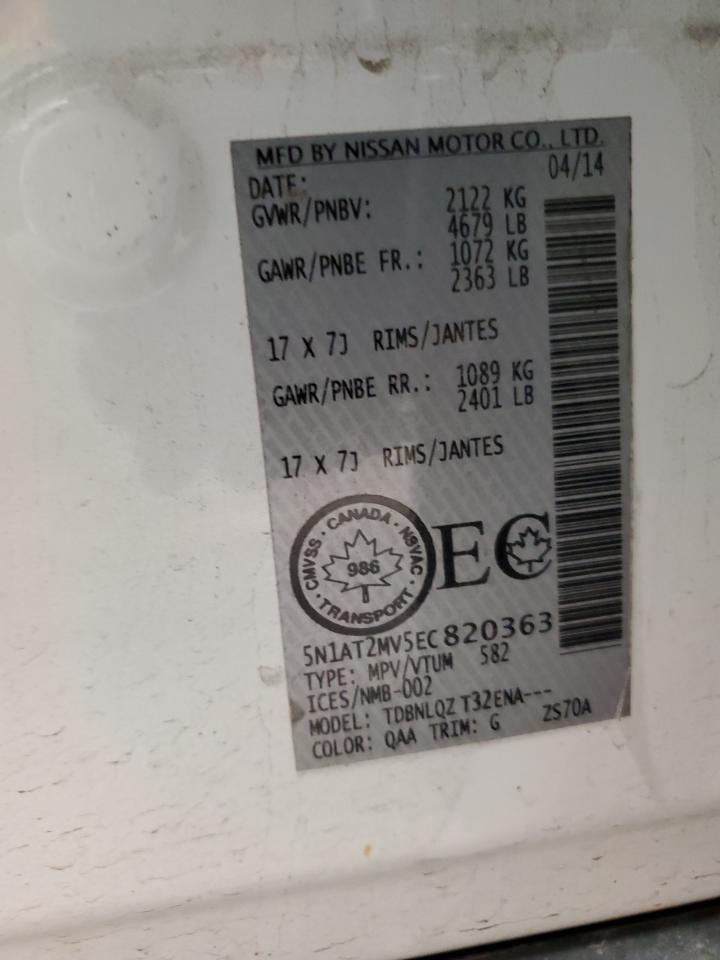 MFD BY NISSAN MOTOR CO., LTD.
DATE: 04/14
GVWR/PNBV: 2122 KG
4679 LB
GAWR/PNBE FR.: 1072 KG
2363 LB
17 X 7J RIMS/JANTES
GAWR/PNBE RR.: 1089 KG
2401 LB
17 X 7J RIMS/JANTES
CMVSS · CANADA · NSVAC · TRANSPORT ·
986
EC
5N1AT2MV5EC820363
TYPE: MPV/VTUM 582
ICES/NMB-002
MODEL: TDBNLQZ T32ENA---
COLOR: QAA TRIM: G ZS70A